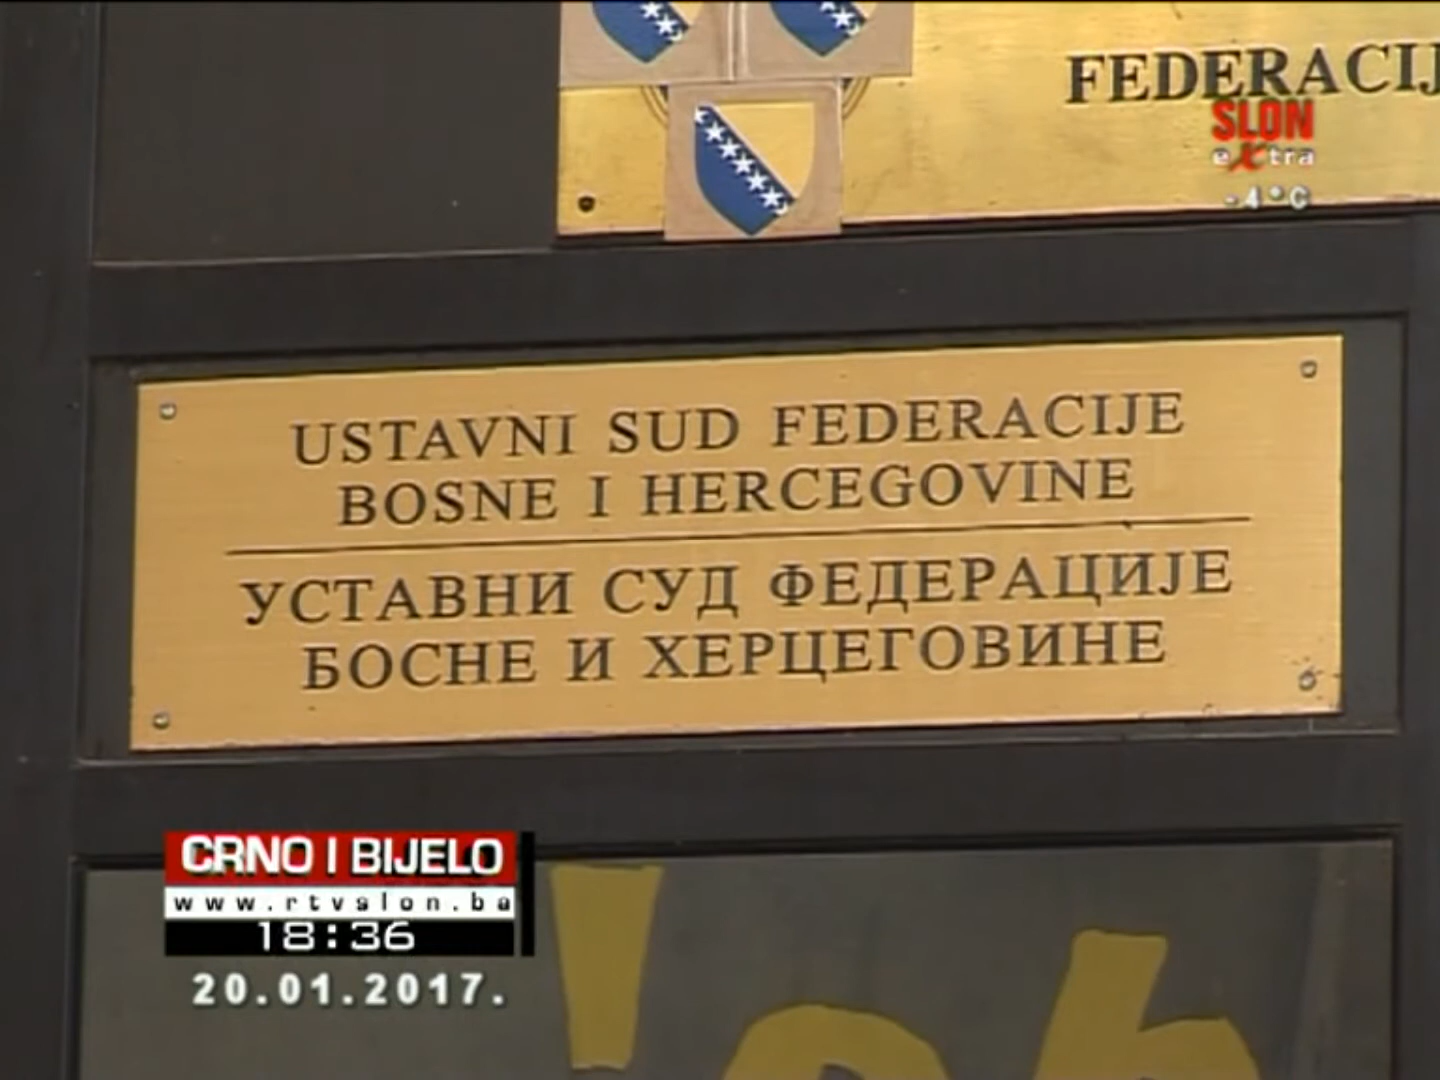 FEDERACIJ
SLON
extra
-4°C
USTAVNI SUD FEDERACIJE
BOSNE I HERCEGOVINE
УСТАВНИ СУД ФЕДЕРАЦИЈЕ
БОСНЕ И ХЕРЦЕГОВИНЕ
CRNO I BIJELO
www.rtvslon.ba
18:36
20.01.2017.